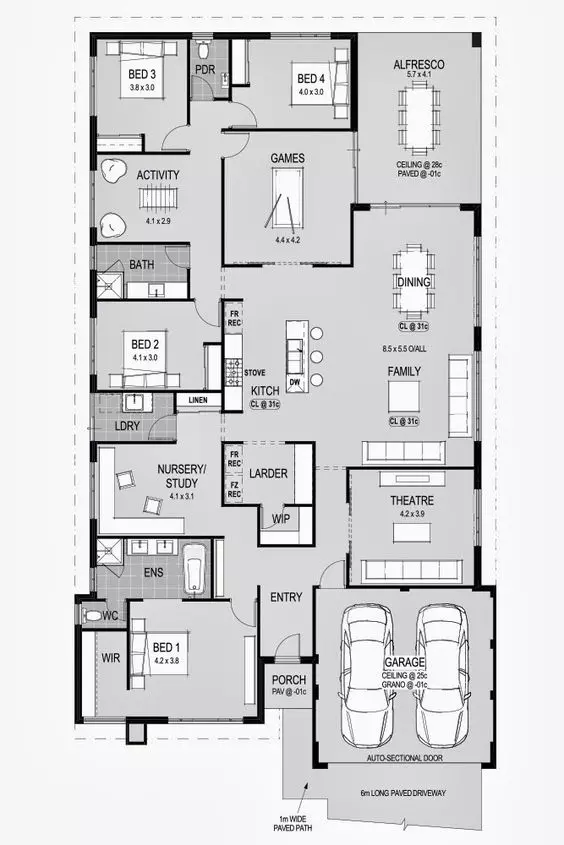 BED 3
3.8 x 3.0
PDR
BED 4
4.0 x 3.0
ALFRESCO
5.7 x 4.1
CEILING @ 28c
PAVED @ -01c
ACTIVITY
4.1 x 2.9
GAMES
4.4 x 4.2
BATH
DINING
CL @ 31c
FR
REC
BED 2
4.1 x 3.0
8.5 x 5.5 O/ALL
STOVE
KITCH
CL @ 31c
DW
FAMILY
CL @ 31c
LINEN
LDRY
NURSERY/
STUDY
4.1 x 3.1
FR
REC
FZ
REC
LARDER
WIP
THEATRE
4.2 x 3.9
ENS
WC
ENTRY
WIR
BED 1
4.2 x 3.8
PORCH
PAV @ -01c
GARAGE
CEILING @ 25c
GRANO @ -01c
AUTO-SECTIONAL DOOR
6m LONG PAVED DRIVEWAY
1m WIDE
PAVED PATH